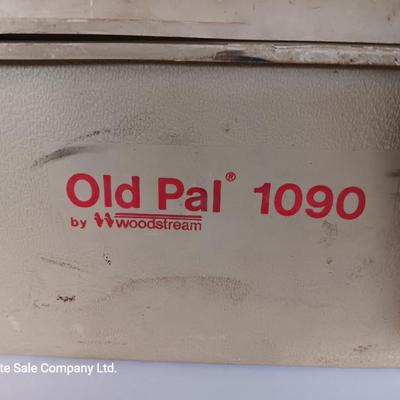 Old Pal® 1090
by woodstream
te Sale Company Ltd.